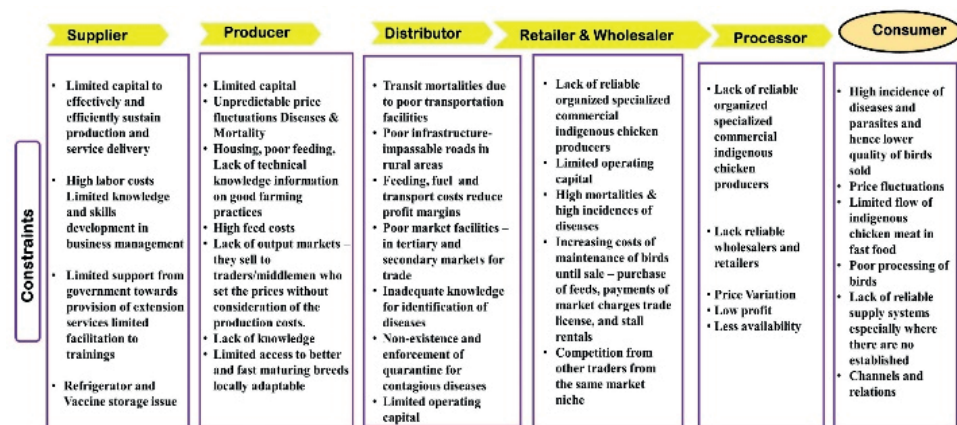 Supplier
Producer
Distributor
Retailer & Wholesaler
Processor
Consumer
Constraints
• Limited capital to
effectively and
efficiently sustain
production and
service delivery
• High labor costs
Limited knowledge
and skills
development in
business management
• Limited support from
government towards
provision of extension
services limited
facilitation to
trainings
• Refrigerator and
Vaccine storage issue
• Limited capital
• Unpredictable price
fluctuations Diseases &
Mortality
• Housing, poor feeding,
Lack of technical
knowledge information
on good farming
practices
• High feed costs
• Lack of output markets –
they sell to
traders/middlemen who
set the prices without
consideration of the
production costs.
• Lack of knowledge
• Limited access to better
and fast maturing breeds
locally adaptable
• Transit mortalities due
to poor transportation
facilities
• Poor infrastructure-
impassable roads in
rural areas
• Feeding, fuel and
transport costs reduce
profit margins
• Poor market facilities –
in tertiary and
secondary markets for
trade
• Inadequate knowledge
for identification of
diseases
• Non-existence and
enforcement of
quarantine for
contagious diseases
• Limited operating
capital
• Lack of reliable
organized specialized
commercial
indigenous chicken
producers
• Limited operating
capital
• High mortalities &
high incidences of
diseases
• Increasing costs of
maintenance of birds
until sale – purchase
of feeds, payments of
market charges trade
license, and stall
rentals
• Competition from
other traders from
the same market
niche
• Lack of reliable
organized
specialized
commercial
indigenous
chicken
producers
• Lack reliable
wholesalers and
retailers
• Price Variation
• Low profit
• Less availability
• High incidence of
diseases and
parasites and
hence lower
quality of birds
sold
• Price fluctuations
• Limited flow of
indigenous
chicken meat in
fast food
• Poor processing of
birds
• Lack of reliable
supply systems
especially where
there are no
established
• Channels and
relations